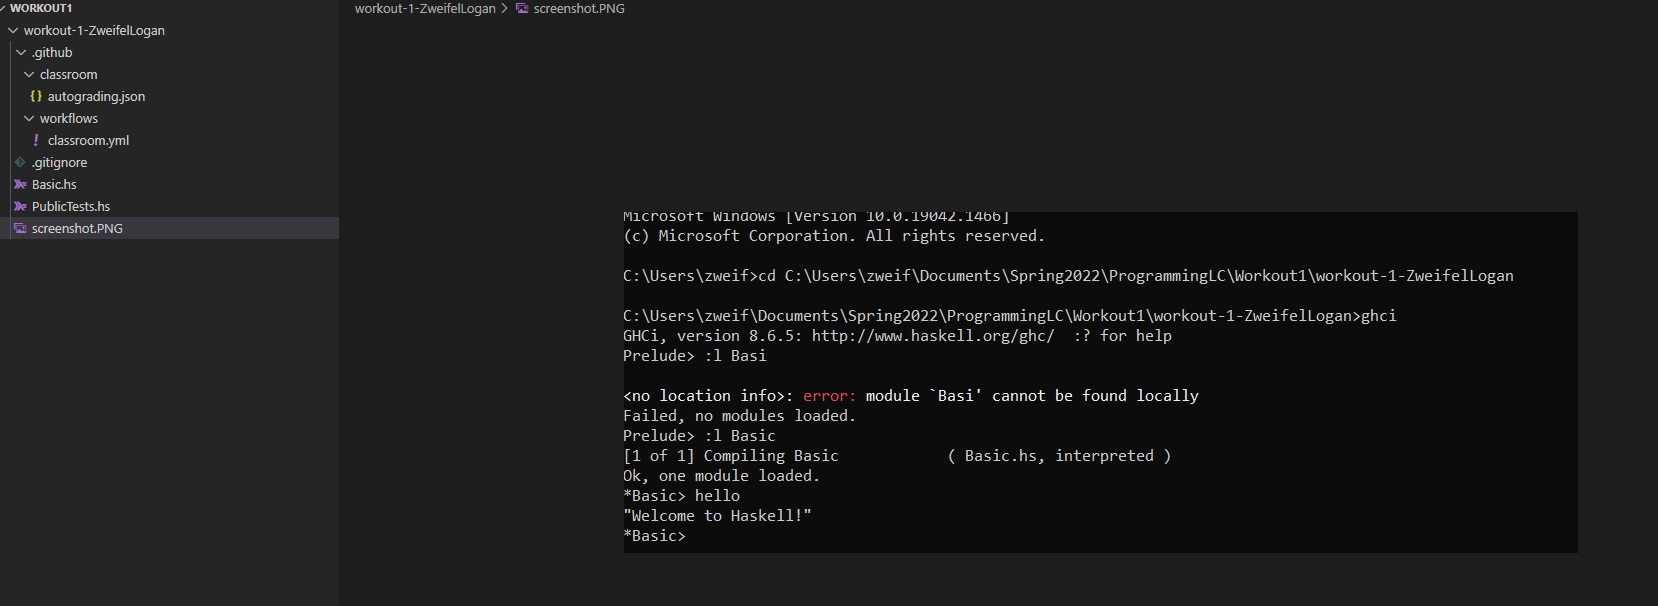 WORKOUT1
workout-1-ZweifelLogan
.github
classroom
{} autograding.json
workflows
! classroom.yml
.gitignore
Basic.hs
PublicTests.hs
screenshot.PNG
workout-1-ZweifelLogan > screenshot.PNG
Microsoft Windows [Version 10.0.19042.1466]
(c) Microsoft Corporation. All rights reserved.
C:\Users\zweif>cd C:\Users\zweif\Documents\Spring2022\ProgrammingLC\Workout1\workout-1-ZweifelLogan
C:\Users\zweif\Documents\Spring2022\ProgrammingLC\Workout1\workout-1-ZweifelLogan>ghci
GHCi, version 8.6.5: http://www.haskell.org/ghc/  :? for help
Prelude> :l Basi
<no location info>: error: module `Basi' cannot be found locally
Failed, no modules loaded.
Prelude> :l Basic
[1 of 1] Compiling Basic            ( Basic.hs, interpreted )
Ok, one module loaded.
*Basic> hello
"Welcome to Haskell!"
*Basic>